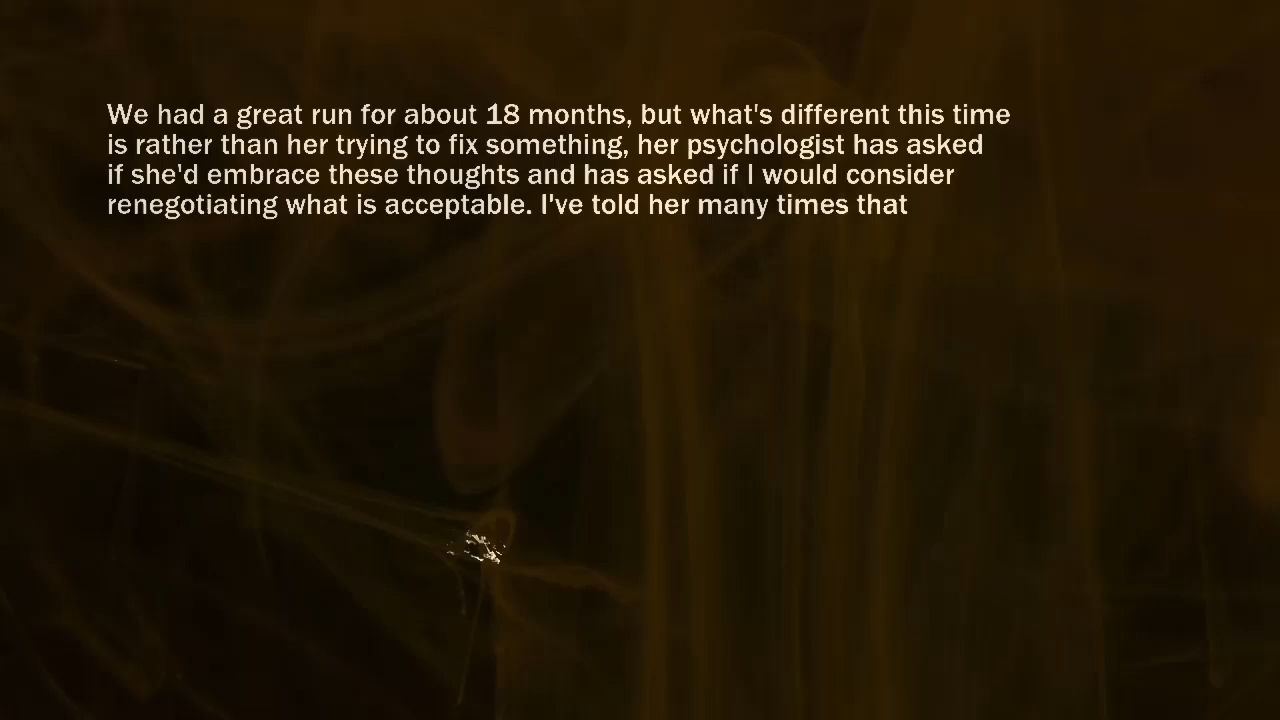 We had a great run for about 18 months, but what's different this time
is rather than her trying to fix something, her psychologist has asked
if she'd embrace these thoughts and has asked if I would consider
renegotiating what is acceptable. I've told her many times that